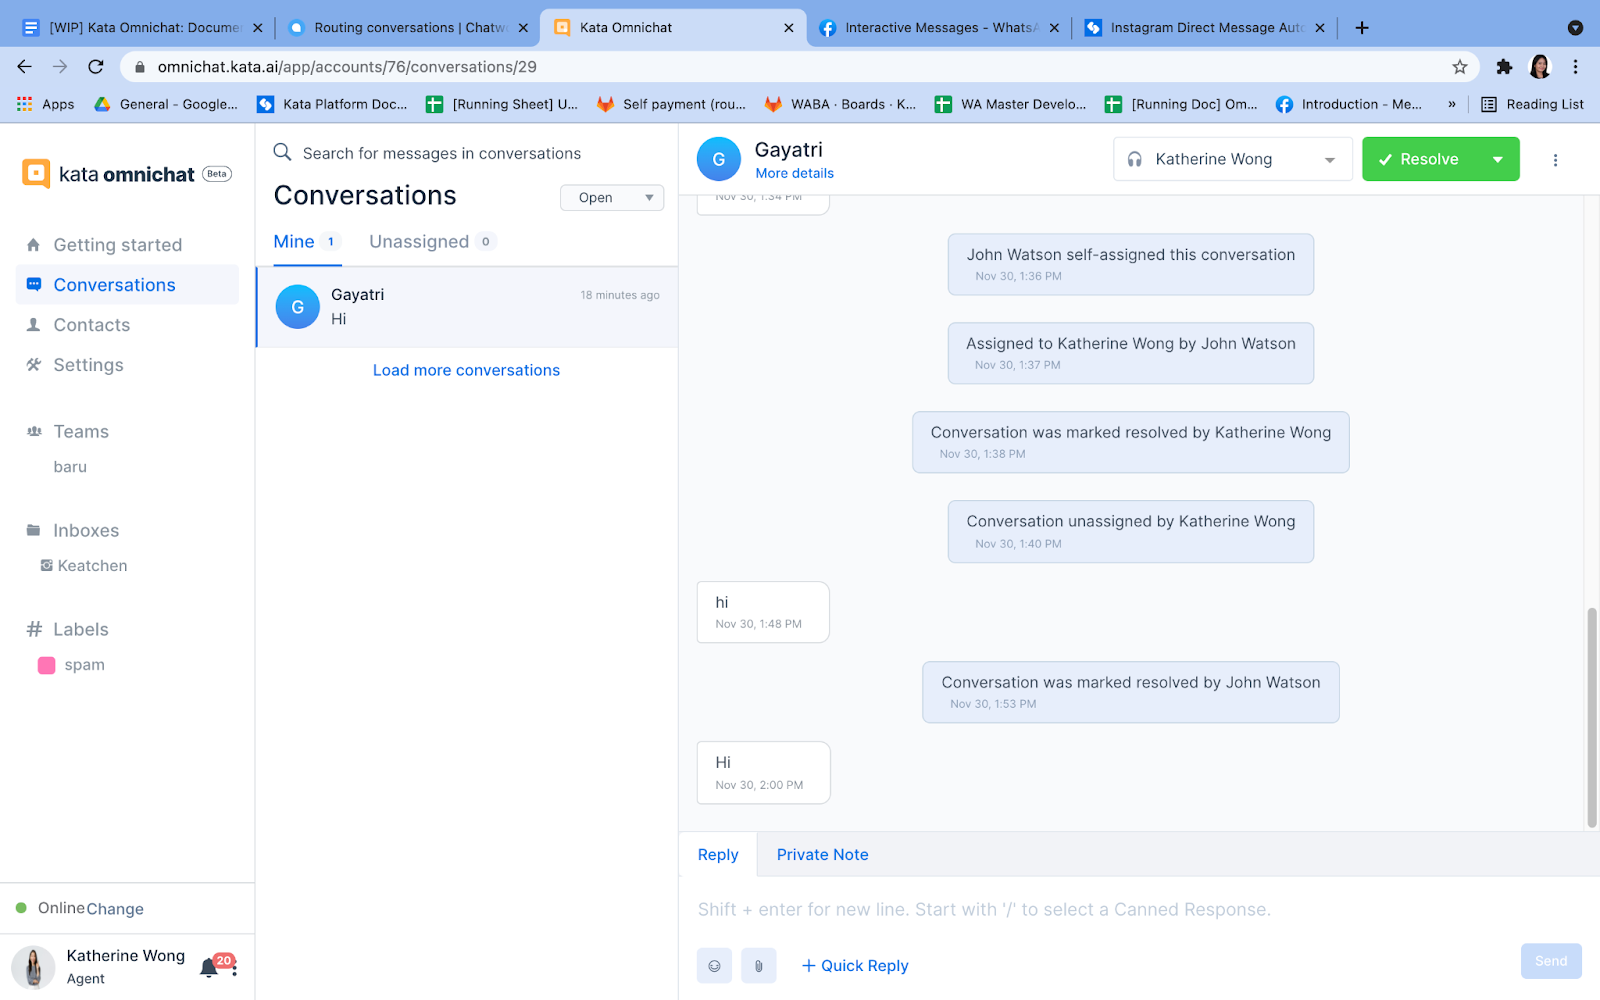 [WIP] Kata Omnichat: Docume
Routing conversations | Chatw
Kata Omnichat
Interactive Messages - Whats
Instagram Direct Message Auto
omnichat.kata.ai/app/accounts/76/conversations/29
Apps
General - Google...
Kata Platform Doc...
[Running Sheet] U...
Self payment (rou...
WABA · Boards · K...
WA Master Develo...
[Running Doc] Om...
Introduction - Me...
»
Reading List
kata omnichat Beta
Getting started
Conversations
Contacts
Settings
Teams
baru
Inboxes
Keatchen
# Labels
spam
Online Change
Katherine Wong
Agent
20
Search for messages in conversations
Conversations
Open
Mine 1
Unassigned 0
G
Gayatri
18 minutes ago
Hi
Load more conversations
G
Gayatri
More details
Katherine Wong
Resolve
Nov 30, 1:34 PM
John Watson self-assigned this conversation
Nov 30, 1:36 PM
Assigned to Katherine Wong by John Watson
Nov 30, 1:37 PM
Conversation was marked resolved by Katherine Wong
Nov 30, 1:38 PM
Conversation unassigned by Katherine Wong
Nov 30, 1:40 PM
hi
Nov 30, 1:48 PM
Conversation was marked resolved by John Watson
Nov 30, 1:53 PM
Hi
Nov 30, 2:00 PM
Reply
Private Note
Shift + enter for new line. Start with '/' to select a Canned Response.
+ Quick Reply
Send